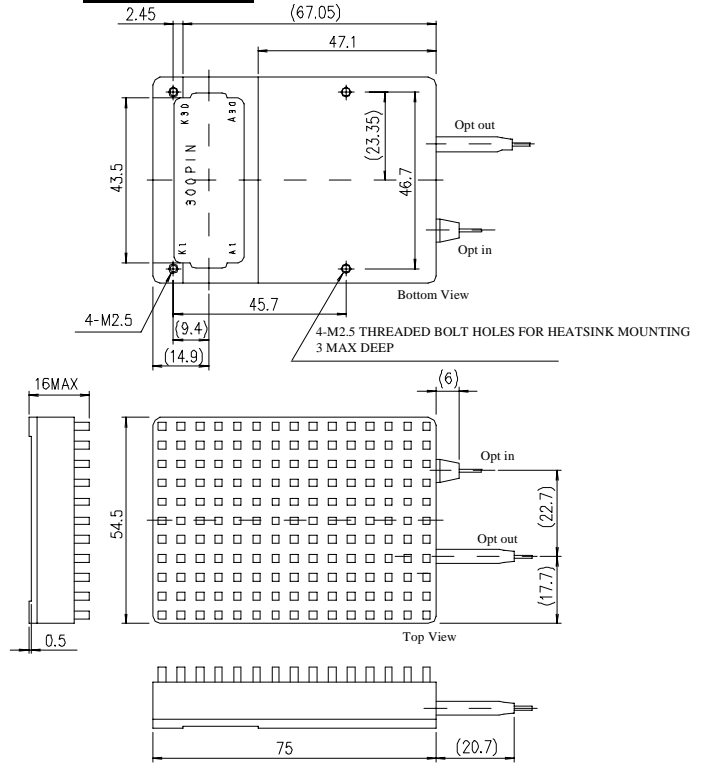 2.45
(67.05)
47.1
K30
A30
300PIN
K1
A1
43.5
(23.35)
46.7
Opt out
Opt in
Bottom View
45.7
4-M2.5
(9.4)
(14.9)
4-M2.5 THREADED BOLT HOLES FOR HEATSINK MOUNTING
3 MAX DEEP
16MAX
(6)
Opt in
54.5
(22.7)
Opt out
(17.7)
0.5
Top View
75
(20.7)